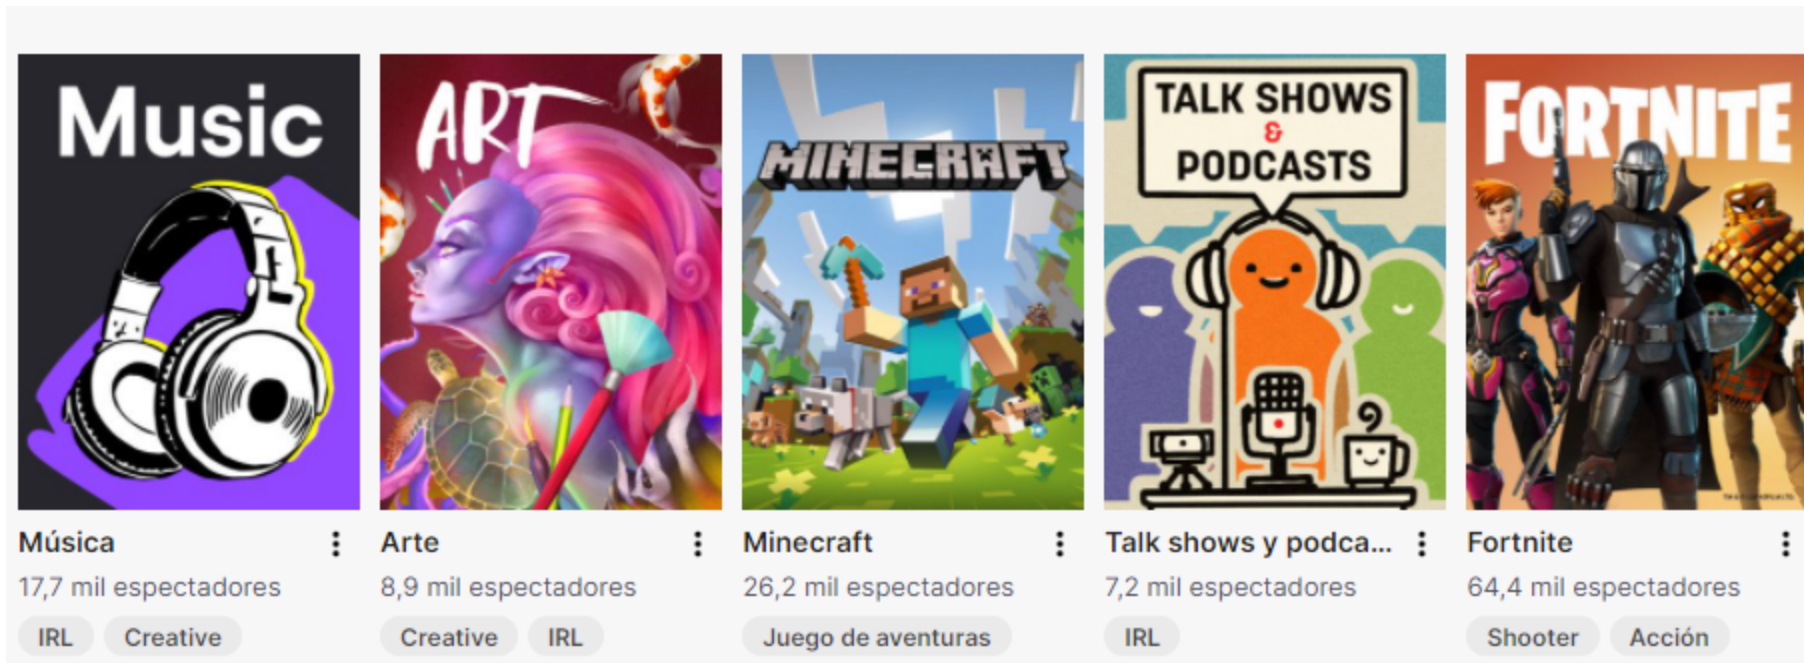 Music
ART
MINECRAFT
TALK SHOWS
&
PODCASTS
FORTNITE
Música
Arte
Minecraft
Talk shows y podca...
Fortnite
17,7 mil espectadores
8,9 mil espectadores
26,2 mil espectadores
7,2 mil espectadores
64,4 mil espectadores
IRL
Creative
Creative
IRL
Juego de aventuras
IRL
Shooter
Acción